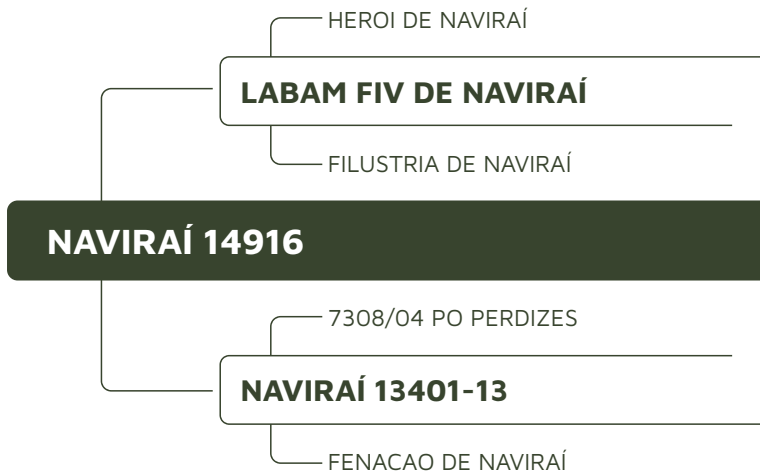 HEROI DE NAVIRAÍ
LABAM FIV DE NAVIRAÍ
FILUSTRIA DE NAVIRAÍ
NAVIRAÍ 14916
7308/04 PO PERDIZES
NAVIRAÍ 13401-13
FENACAO DE NAVIRAÍ